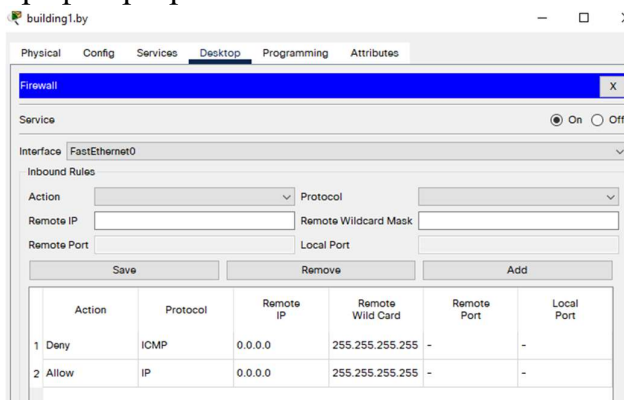 building1.by
Physical Config Services Desktop Programming Attributes
Firewall X
Service On Off
Interface FastEthernet0
Inbound Rules
Action Protocol
Remote IP Remote Wildcard Mask
Remote Port Local Port
Save Remove Add
Action Protocol Remote IP Remote Wild Card Remote Port Local Port
1 Deny ICMP 0.0.0.0 255.255.255.255 - -
2 Allow IP 0.0.0.0 255.255.255.255 - -